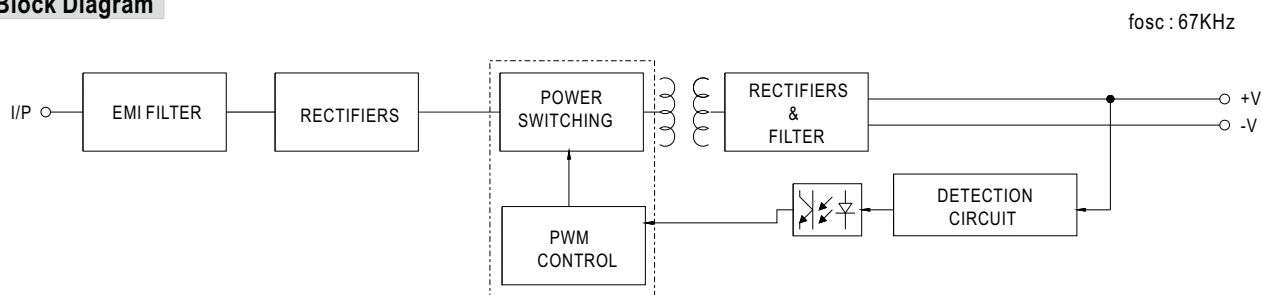 Block Diagram
fosc : 67KHz
I/P
EMI FILTER
RECTIFIERS
POWER
SWITCHING
RECTIFIERS
&
FILTER
+V
-V
DETECTION
CIRCUIT
PWM
CONTROL